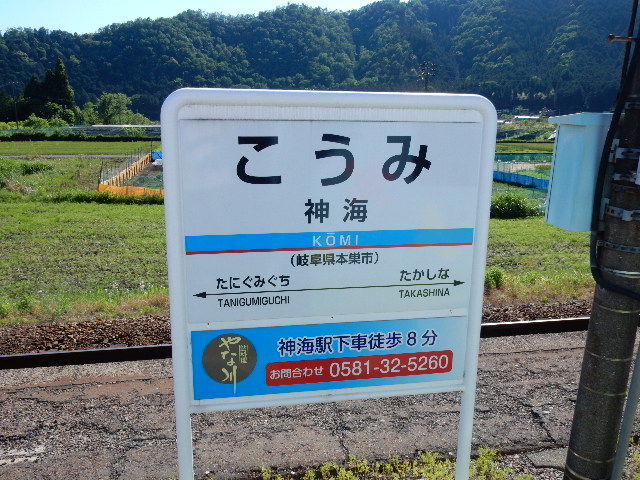 こうみ
神海
KŌMI
(岐阜県本巣市)
たにぐみぐち たかしな
TANIGUMIGUCHI TAKASHINA
やな川
神海駅下車徒歩8分
お問合わせ 0581-32-5260